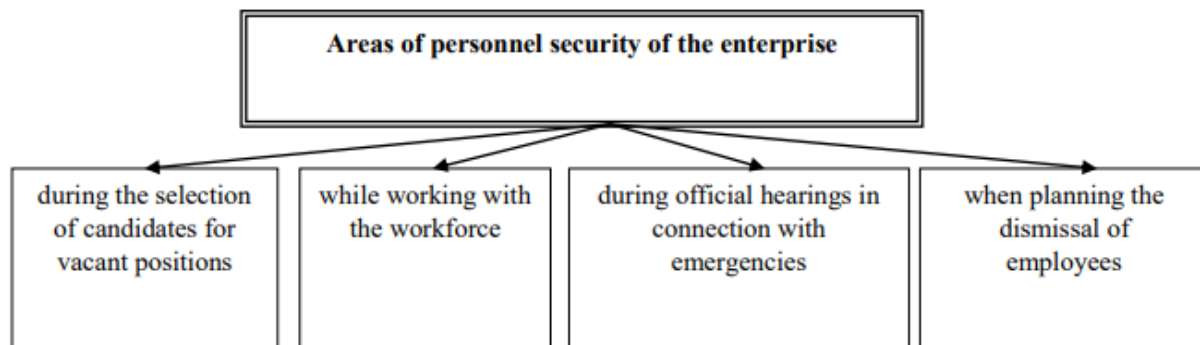 Areas of personnel security of the enterprise
during the selection
of candidates for
vacant positions
while working with
the workforce
during official hearings in
connection with
emergencies
when planning the
dismissal of
employees